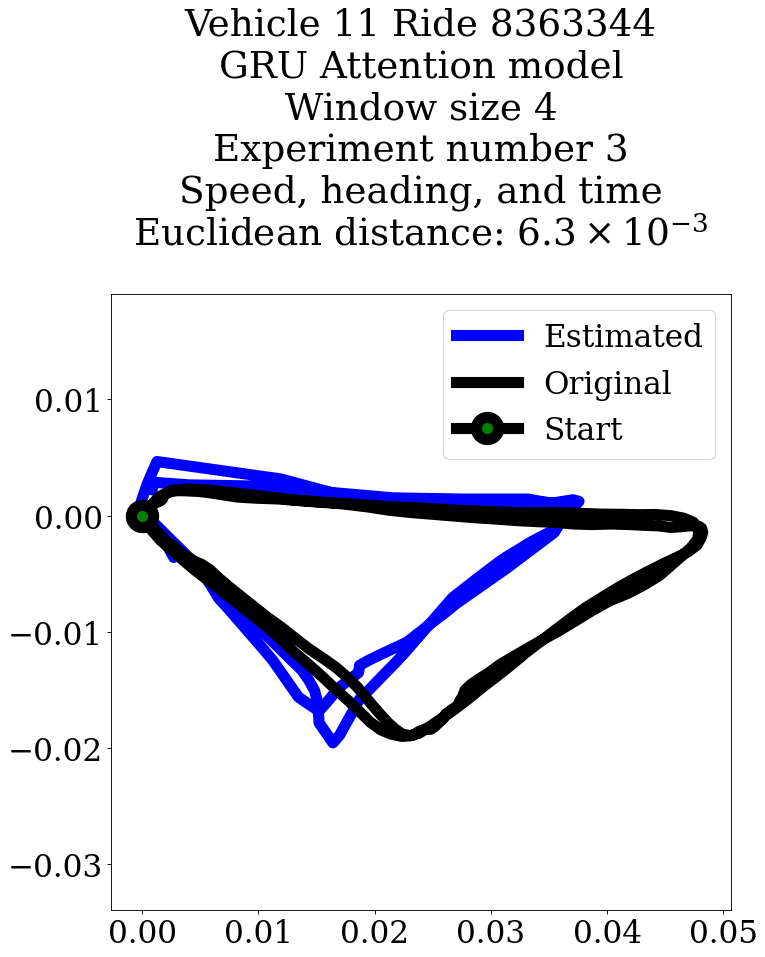 Vehicle 11 Ride 8363344
GRU Attention model
Window size 4
Experiment number 3
Speed, heading, and time
Euclidean distance: 6.3 × 10⁻³
Estimated
Original
Start
0.01
0.00
−0.01
−0.02
−0.03
0.00 0.01 0.02 0.03 0.04 0.05